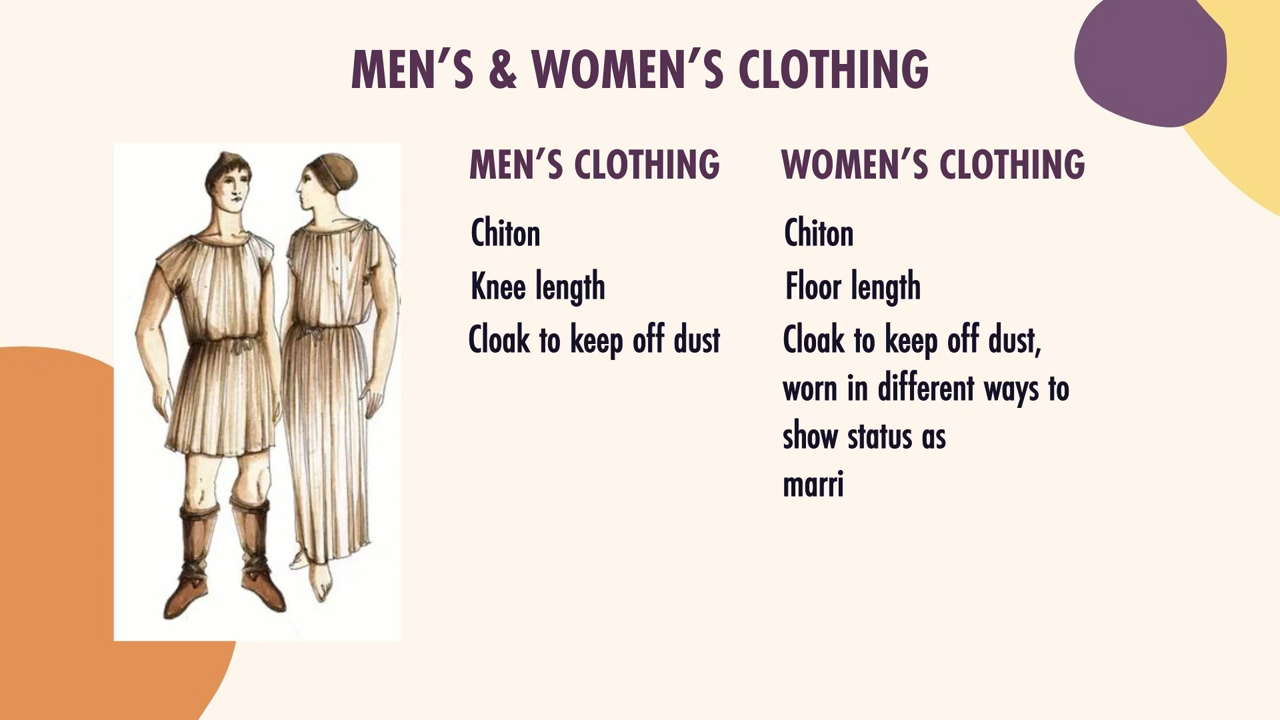 MEN’S & WOMEN’S CLOTHING
MEN’S CLOTHING
Chiton
Knee length
Cloak to keep off dust
WOMEN’S CLOTHING
Chiton
Floor length
Cloak to keep off dust,
worn in different ways to
show status as
marri